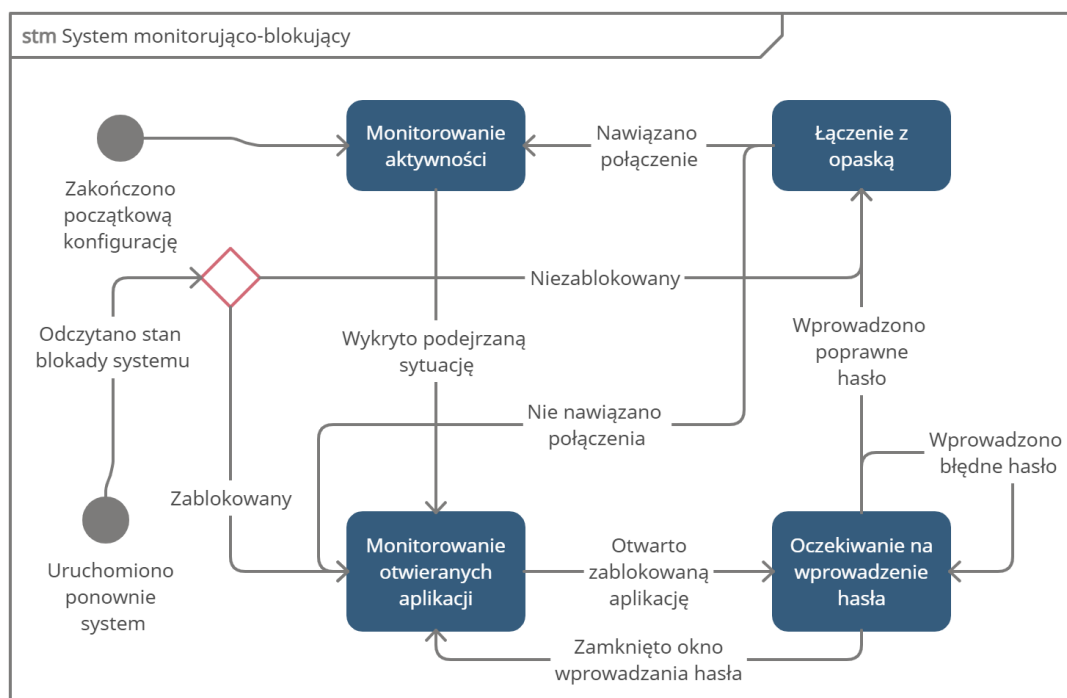 stm System monitorująco-blokujący
Monitorowanie
aktywności
Nawiązano
połączenie
Łączenie z
opaską
Zakończono
początkową
konfigurację
Niezablokowany
Odczytano stan
blokady systemu
Wykryto podejrzaną
sytuację
Wprowadzono
poprawne
hasło
Nie nawiązano
połączenia
Wprowadzono
błędne hasło
Zablokowany
Uruchomiono
ponownie
system
Monitorowanie
otwieranych
aplikacji
Otwarto
zablokowaną
aplikację
Oczekiwanie na
wprowadzenie
hasła
Zamknięto okno
wprowadzania hasła